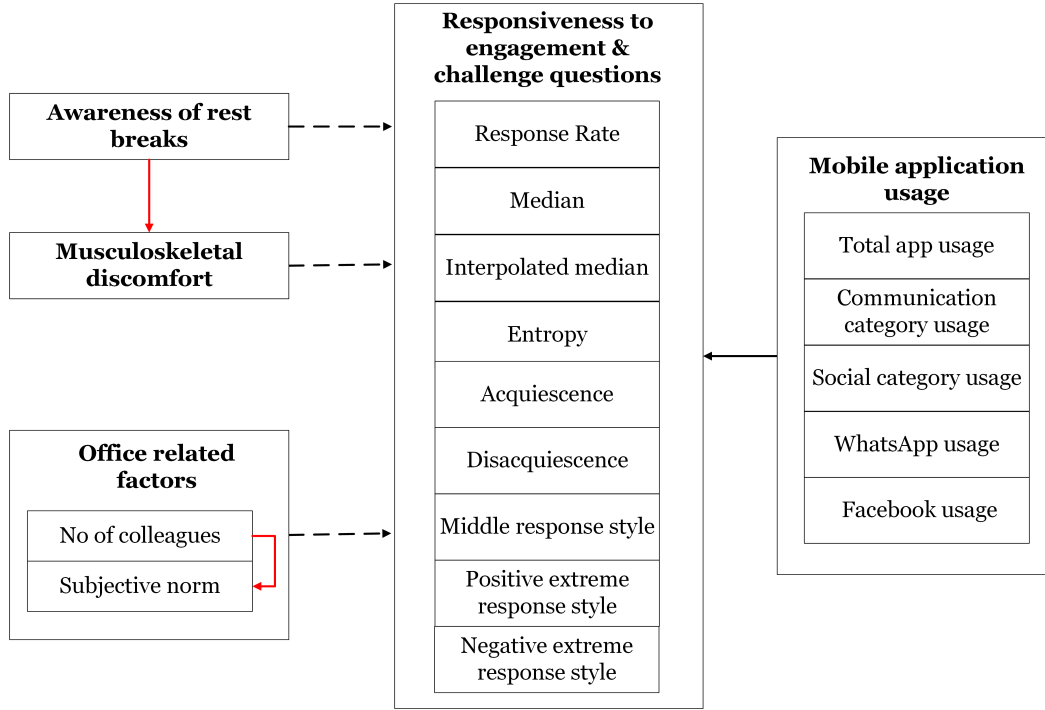 Awareness of rest
breaks
Musculoskeletal
discomfort
Office related
factors
No of colleagues
Subjective norm
Responsiveness to
engagement &
challenge questions
Response Rate
Median
Interpolated median
Entropy
Acquiescence
Disacquiescence
Middle response style
Positive extreme
response style
Negative extreme
response style
Mobile application
usage
Total app usage
Communication
category usage
Social category usage
WhatsApp usage
Facebook usage